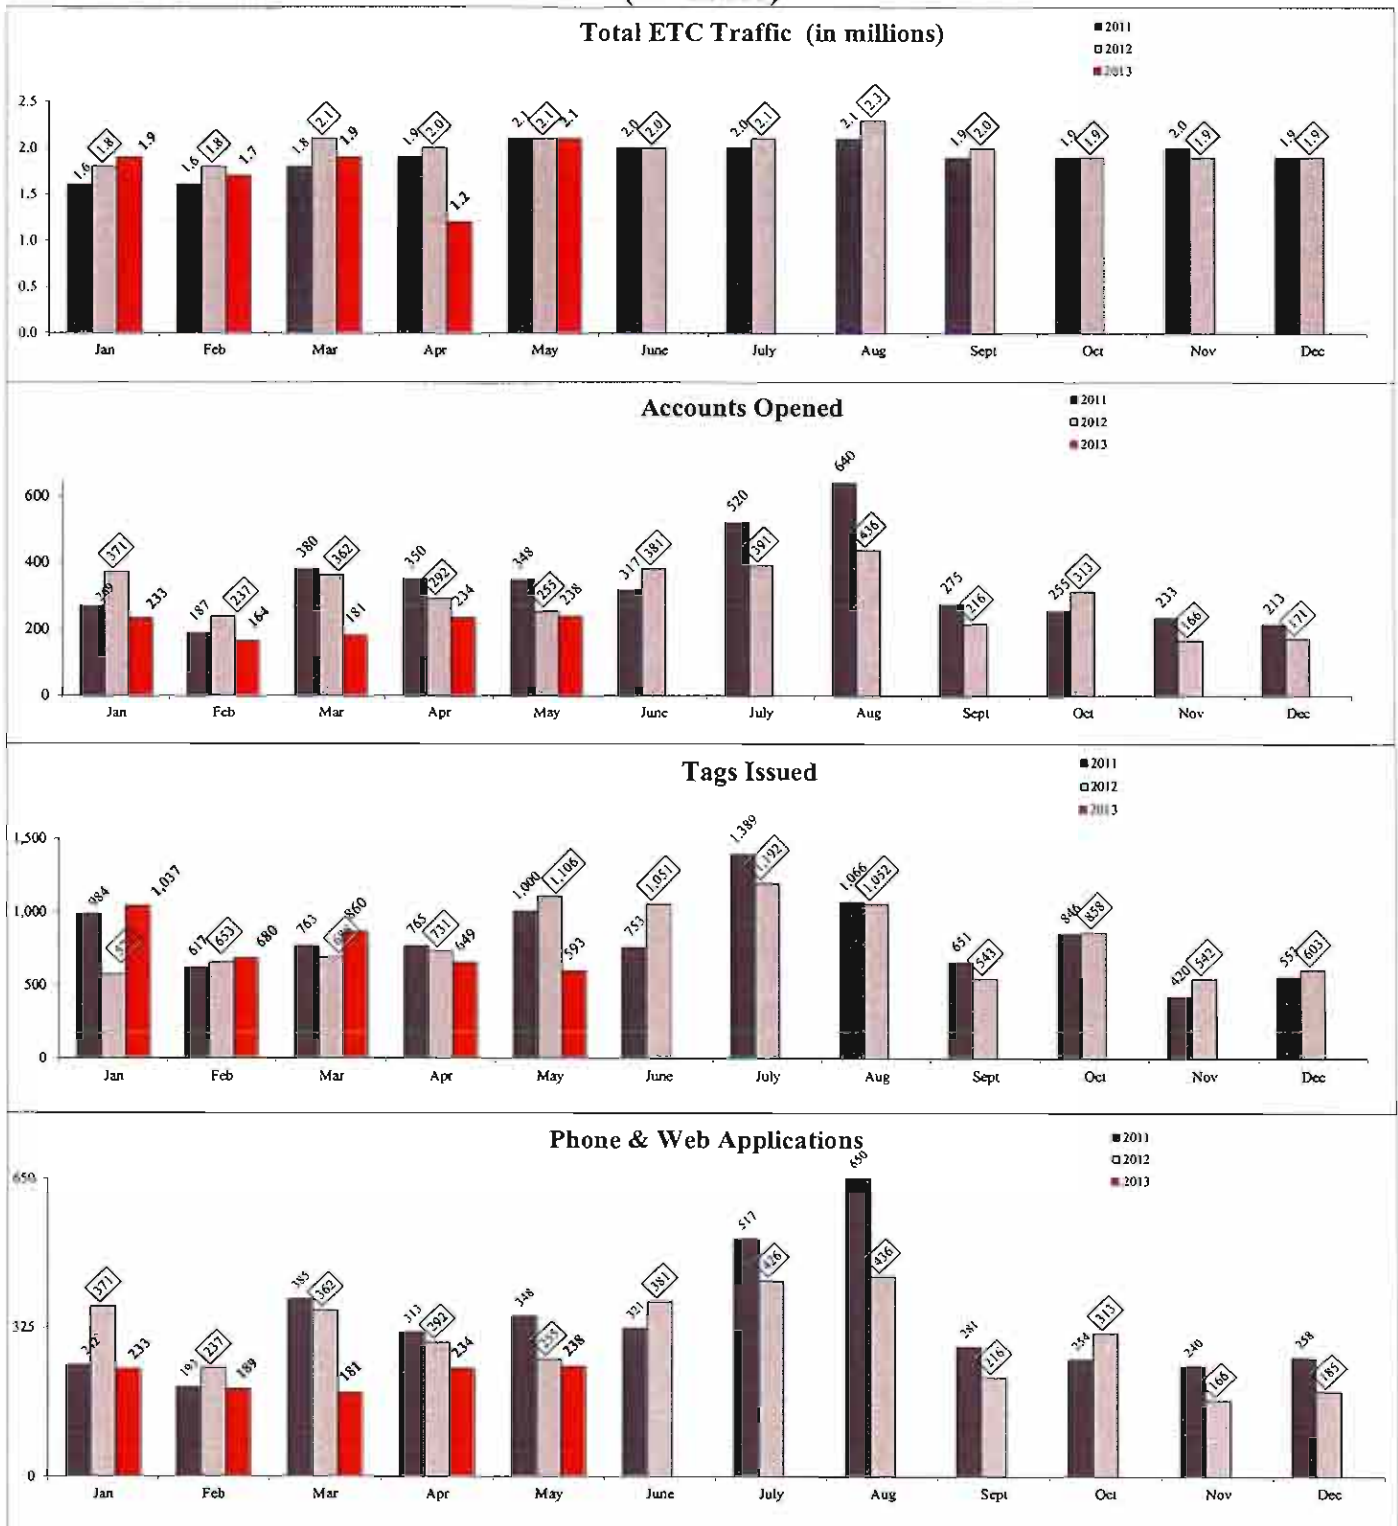 Total ETC Traffic (in millions)
2011
2012
2013
2.5
2.0
1.5
1.0
0.5
0.0
1.6 1.8 1.9
1.6 1.8 1.7
1.8 2.1 1.9
1.9 2.0 1.2
2.1 2.1 2.1
2.0 2.0
2.0 2.1
2.1 2.3
1.9 2.0
1.9 1.9
2.0 1.9
1.9 1.9
Jan Feb Mar Apr May June July Aug Sept Oct Nov Dec
Accounts Opened
2011
2012
2013
600
400
200
0
269 371 233
187 237 164
380 362 181
350 292 234
348 255 238
317 381
520 391
640 436
275 216
255 313
233 166
213 171
Jan Feb Mar Apr May June July Aug Sept Oct Nov Dec
Tags Issued
2011
2012
2013
1,500
1,000
500
0
984 1,037
617 653 680
763 860
765 731 649
1,000 1,106 593
753 1,051
1,389 1,192
1,066 1,052
651 543
846 858
420 542
603
Jan Feb Mar Apr May June July Aug Sept Oct Nov Dec
Phone & Web Applications
2011
2012
2013
650
325
0
242 371 233
237 189
385 362 181
313 292 234
348 255 238
321 381
517 426
650 436
281 216
254 313
240 166
258 185
Jan Feb Mar Apr May June July Aug Sept Oct Nov Dec